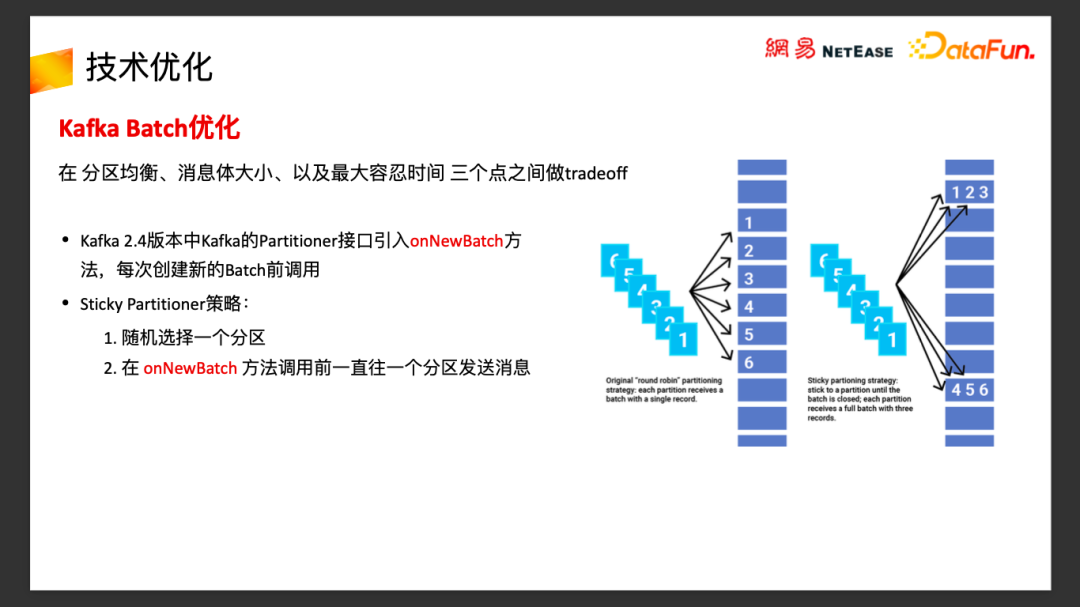 技术优化
網易 NETEASE
DataFun.
Kafka Batch优化
在 分区均衡、消息体大小、以及最大容忍时间 三个点之间做tradeoff
• Kafka 2.4版本中Kafka的Partitioner接口引入onNewBatch方
法，每次创建新的Batch前调用
• Sticky Partitioner策略：
1. 随机选择一个分区
2. 在 onNewBatch 方法调用前一直往一个分区发送消息
6
5
4
3
2
1
1
2
3
4
5
6
Original "round robin" partitioning
strategy: each partition receives a
batch with a single record.
6
5
4
3
2
1
1 2 3
4 5 6
Sticky partioning strategy:
stick to a partition until the
batch is closed; each partition
receives a full batch with three
records.